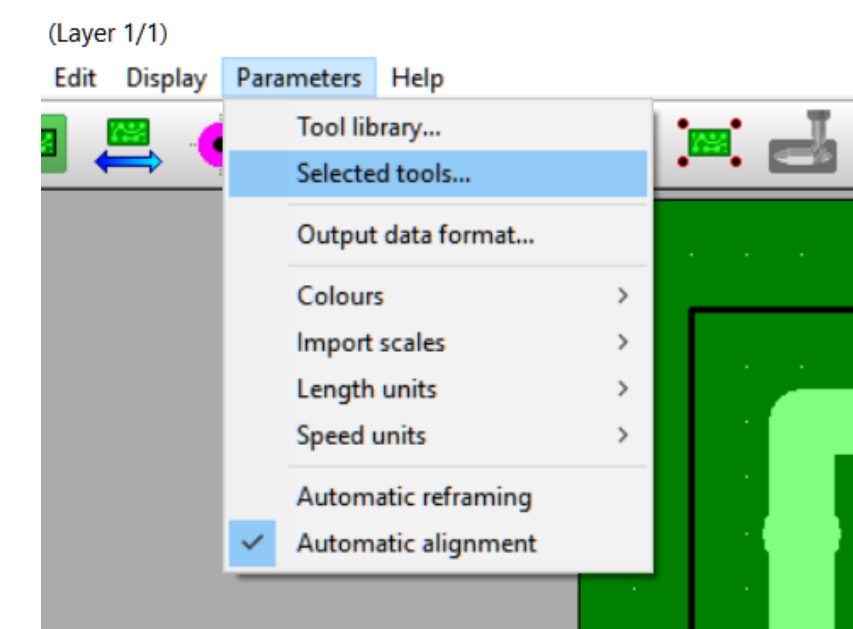 (Layer 1/1)
Edit Display Parameters Help
Tool library...
Selected tools...
Output data format...
Colours
Import scales
Length units
Speed units
Automatic reframing
Automatic alignment